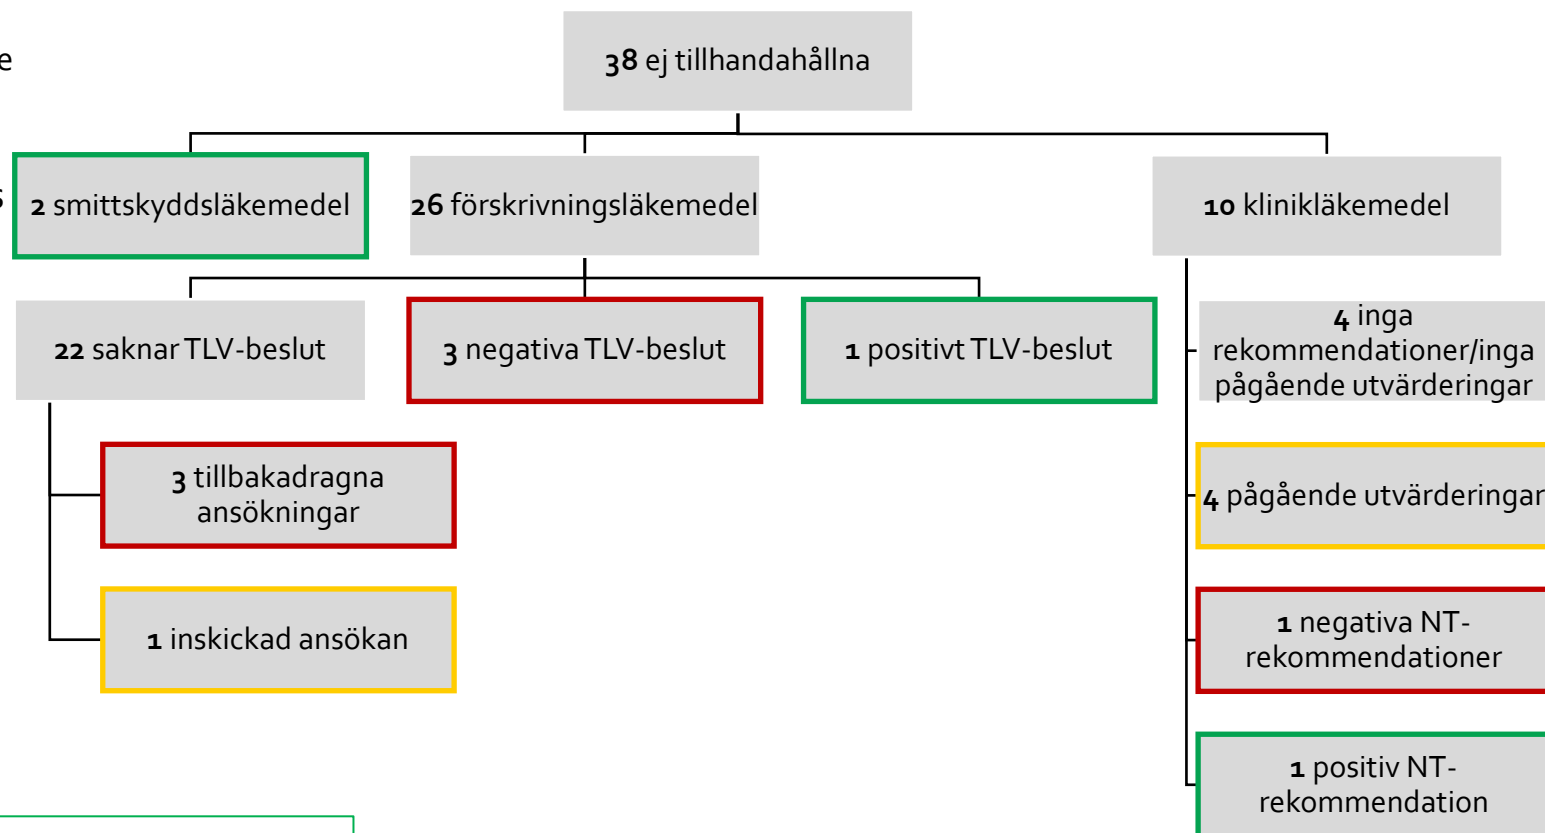 38 ej tillhandahållna
2 smittskyddsläkemedel
26 förskrivningsläkemedel
10 klinikläkemedel
22 saknar TLV-beslut
3 negativa TLV-beslut
1 positivt TLV-beslut
4 inga
rekommendationer/inga
pågående utvärderingar
3 tillbakadragna
ansökningar
4 pågående utvärderingar
1 inskickad ansökan
1 negativa NT-
rekommendationer
1 positiv NT-
rekommendation